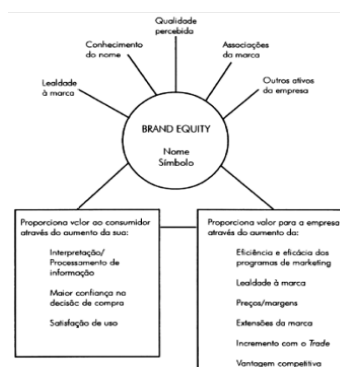 Qualidade
percebida
Conhecimento
do nome
Associações
da marca
Lealdade
à marca
Outros ativos
da empresa
BRAND EQUITY
Nome
Símbolo
Proporciona valor ao consumidor
através do aumento da sua:
Interpretação/
Processamento de
informação
Maior confiança na
decisão de compra
Satisfação de uso
Proporciona valor para a empresa
através do aumento da:
Eficiência e eficácia dos
programas de marketing
Lealdade à marca
Preços/margens
Extensões da marca
Incremento com o Trade
Vantagem competitiva